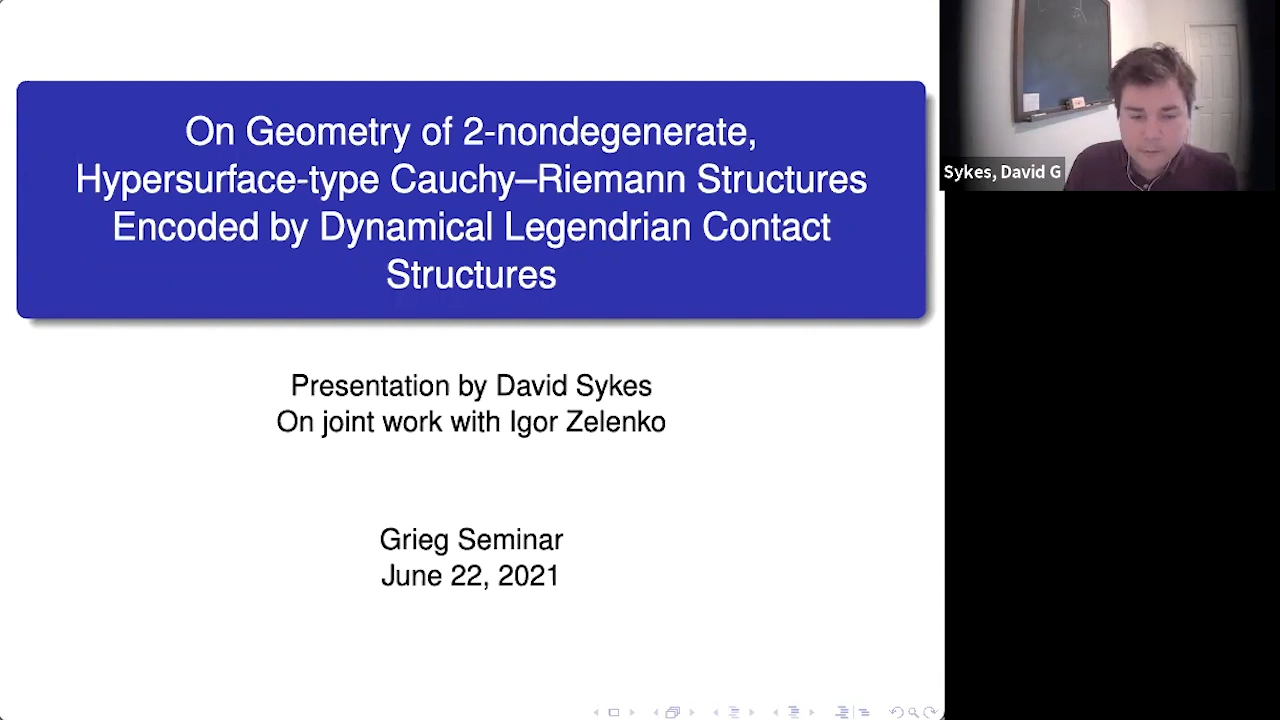 On Geometry of 2-nondegenerate,
Hypersurface-type Cauchy–Riemann Structures
Encoded by Dynamical Legendrian Contact
Structures
Sykes, David G
Presentation by David Sykes
On joint work with Igor Zelenko
Grieg Seminar
June 22, 2021